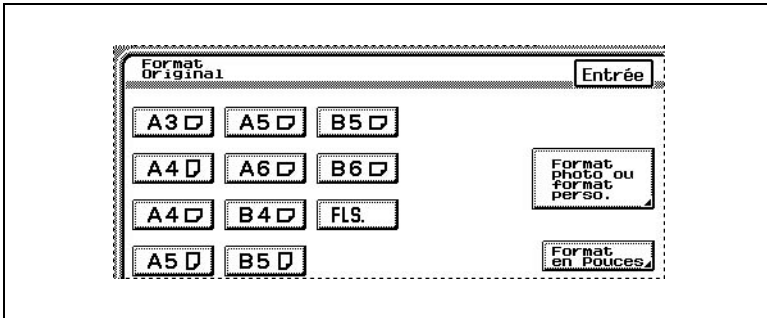 Format
Original
Entrée
A3 A5 B5
A4 A6 B6
A4 B4 FLS.
A5 B5
Format
photo ou
format
perso.
Format
en Pouces